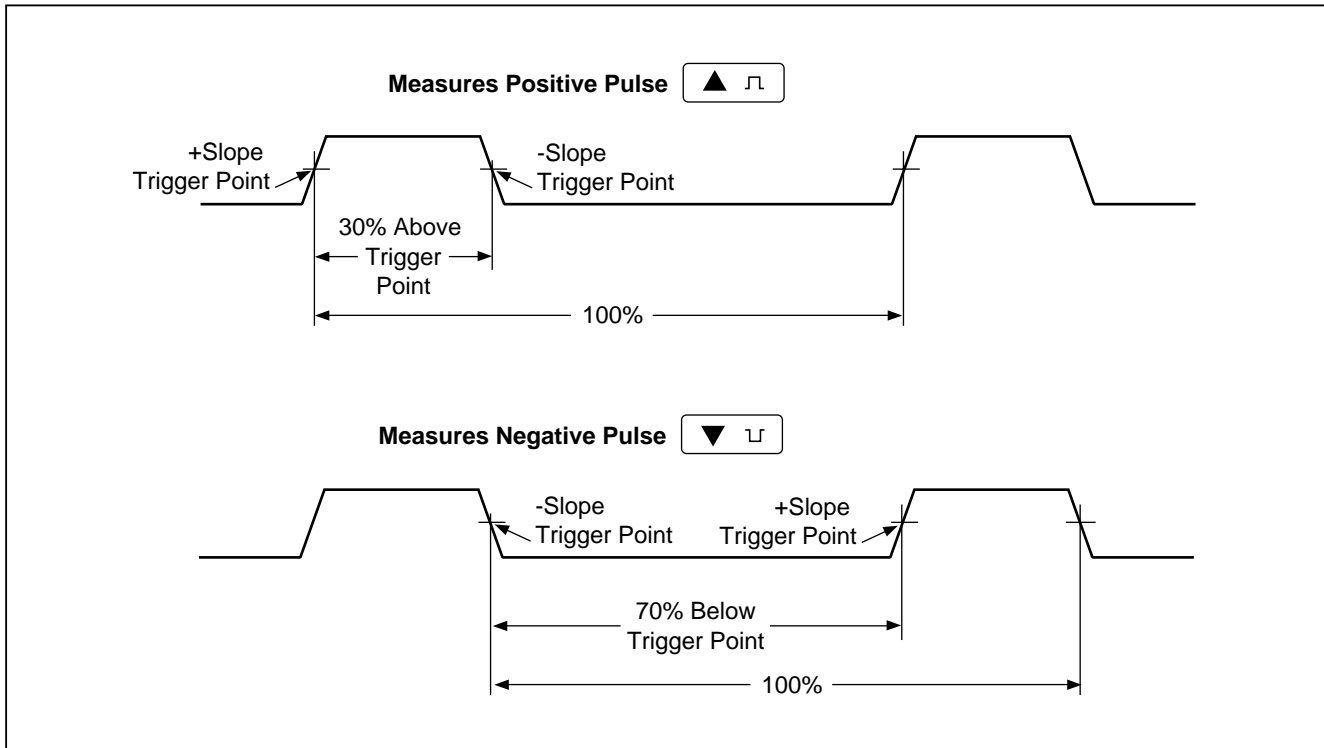 Measures Positive Pulse
+Slope
Trigger Point
-Slope
Trigger Point
30% Above
Trigger
Point
100%
Measures Negative Pulse
-Slope
Trigger Point
+Slope
Trigger Point
70% Below
Trigger Point
100%